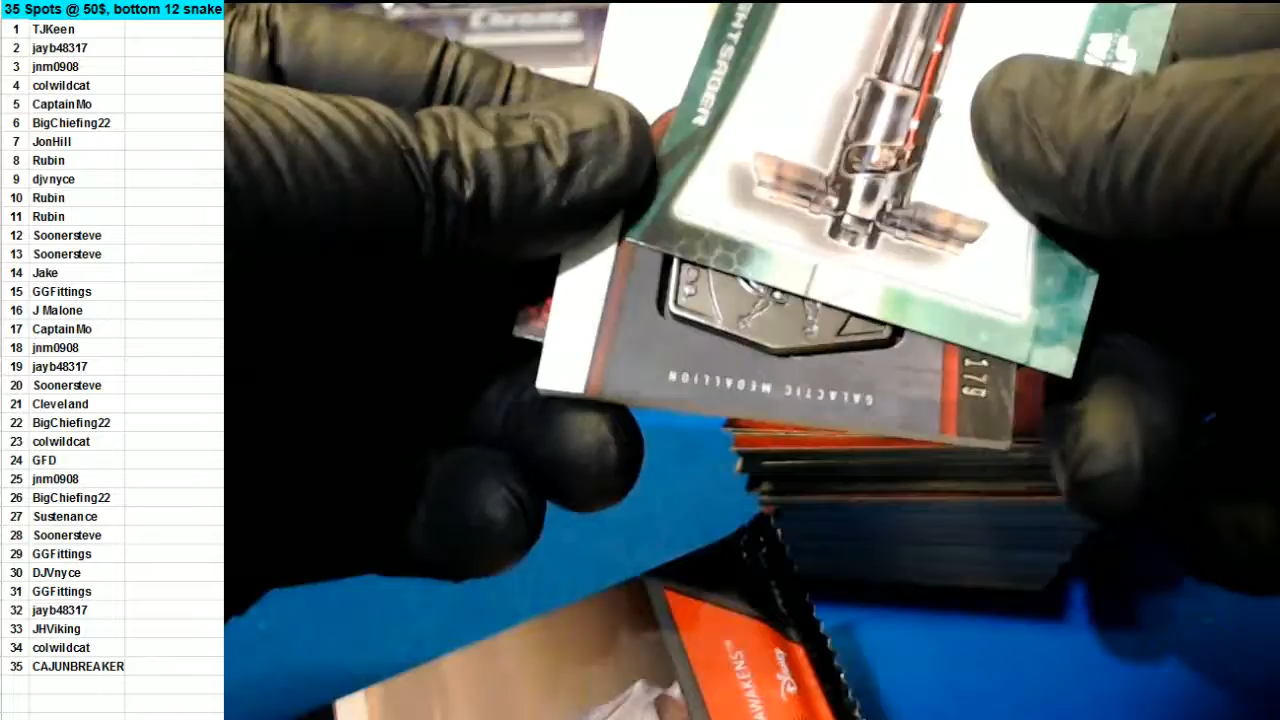 35 Spots @ 50$, bottom 12 snake
1 TJKeen
2 jayb48317
3 jnm0908
4 colwildcat
5 CaptainMo
6 BigChiefing22
7 JonHill
8 Rubin
9 djvnyce
10 Rubin
11 Rubin
12 Soonersteve
13 Soonersteve
14 Jake
15 GGFittings
16 J Malone
17 CaptainMo
18 jnm0908
19 jayb48317
20 Soonersteve
21 Cleveland
22 BigChiefing22
23 colwildcat
24 GFD
25 jnm0908
26 BigChiefing22
27 Sustenance
28 Soonersteve
29 GGFittings
30 DJVnyce
31 GGFittings
32 jayb48317
33 JHViking
34 colwildcat
35 CAJUNBREAKER
Chrome
GALACTIC MEDALLION
179
AWAKENS™
Disney